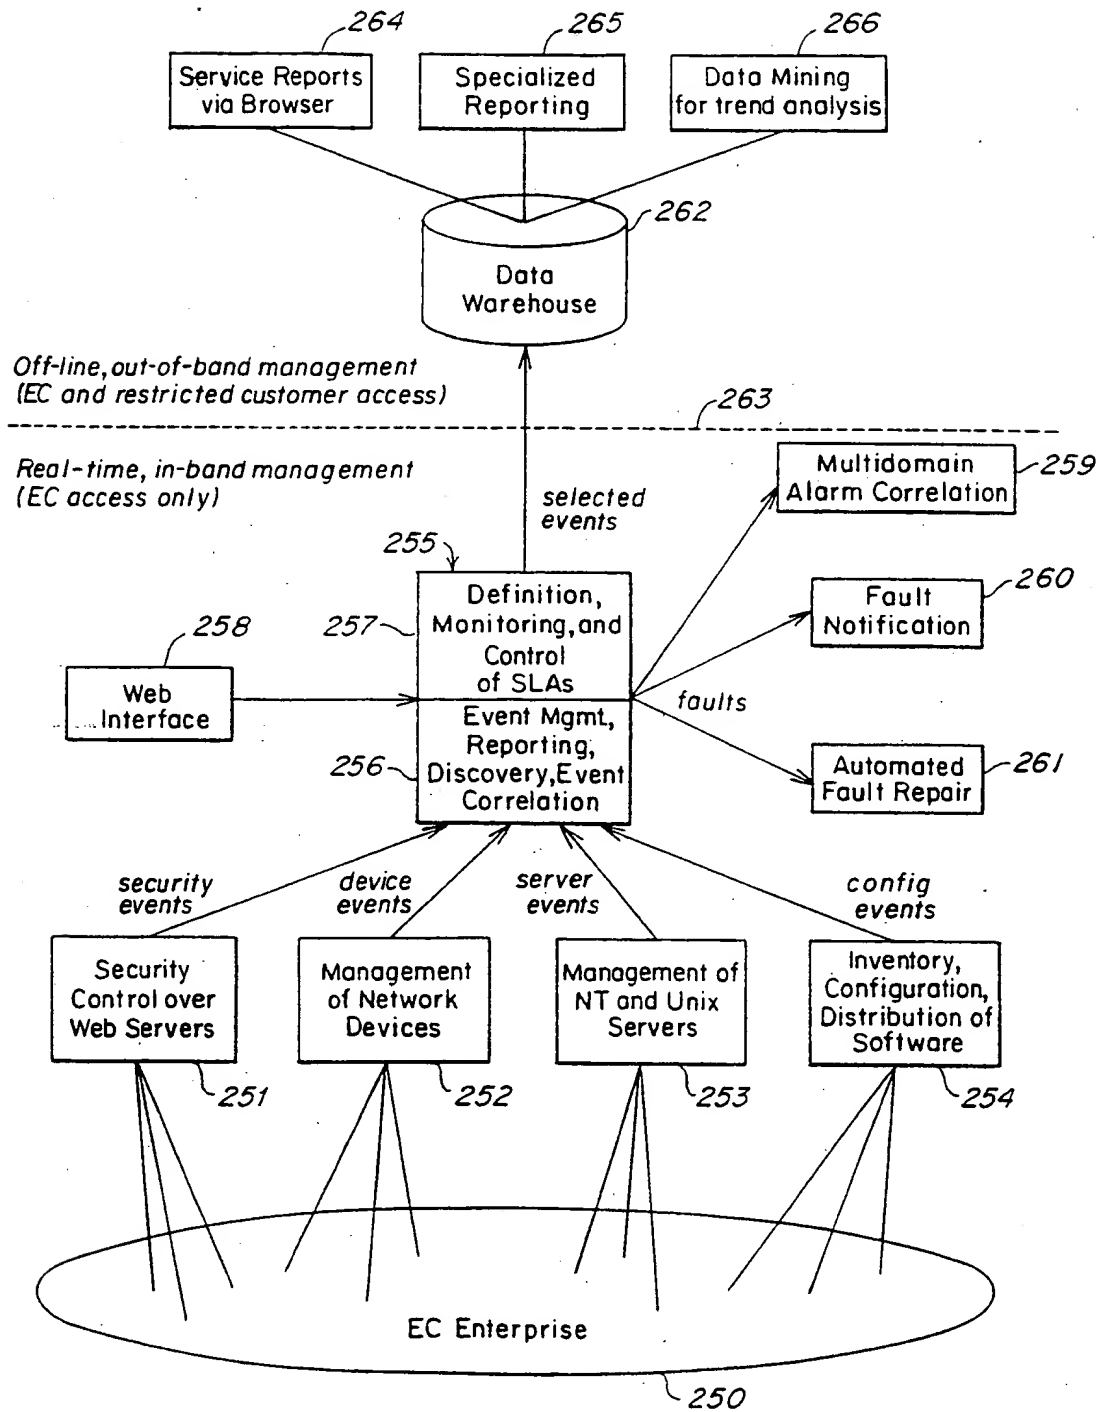 264
265
266
Service Reports
via Browser
Specialized
Reporting
Data Mining
for trend analysis
262
Data
Warehouse
Off-line, out-of-band management
(EC and restricted customer access)
263
Real-time, in-band management
(EC access only)
selected
events
Multidomain
Alarm Correlation
259
255
Definition,
Monitoring, and
Control
of SLAs
257
258
Web
Interface
Fault
Notification
260
faults
Event Mgmt,
Reporting,
Discovery, Event
Correlation
256
Automated
Fault Repair
261
security
events
device
events
server
events
config
events
Security
Control over
Web Servers
Management
of Network
Devices
Management of
NT and Unix
Servers
Inventory,
Configuration,
Distribution of
Software
251
252
253
254
EC Enterprise
250